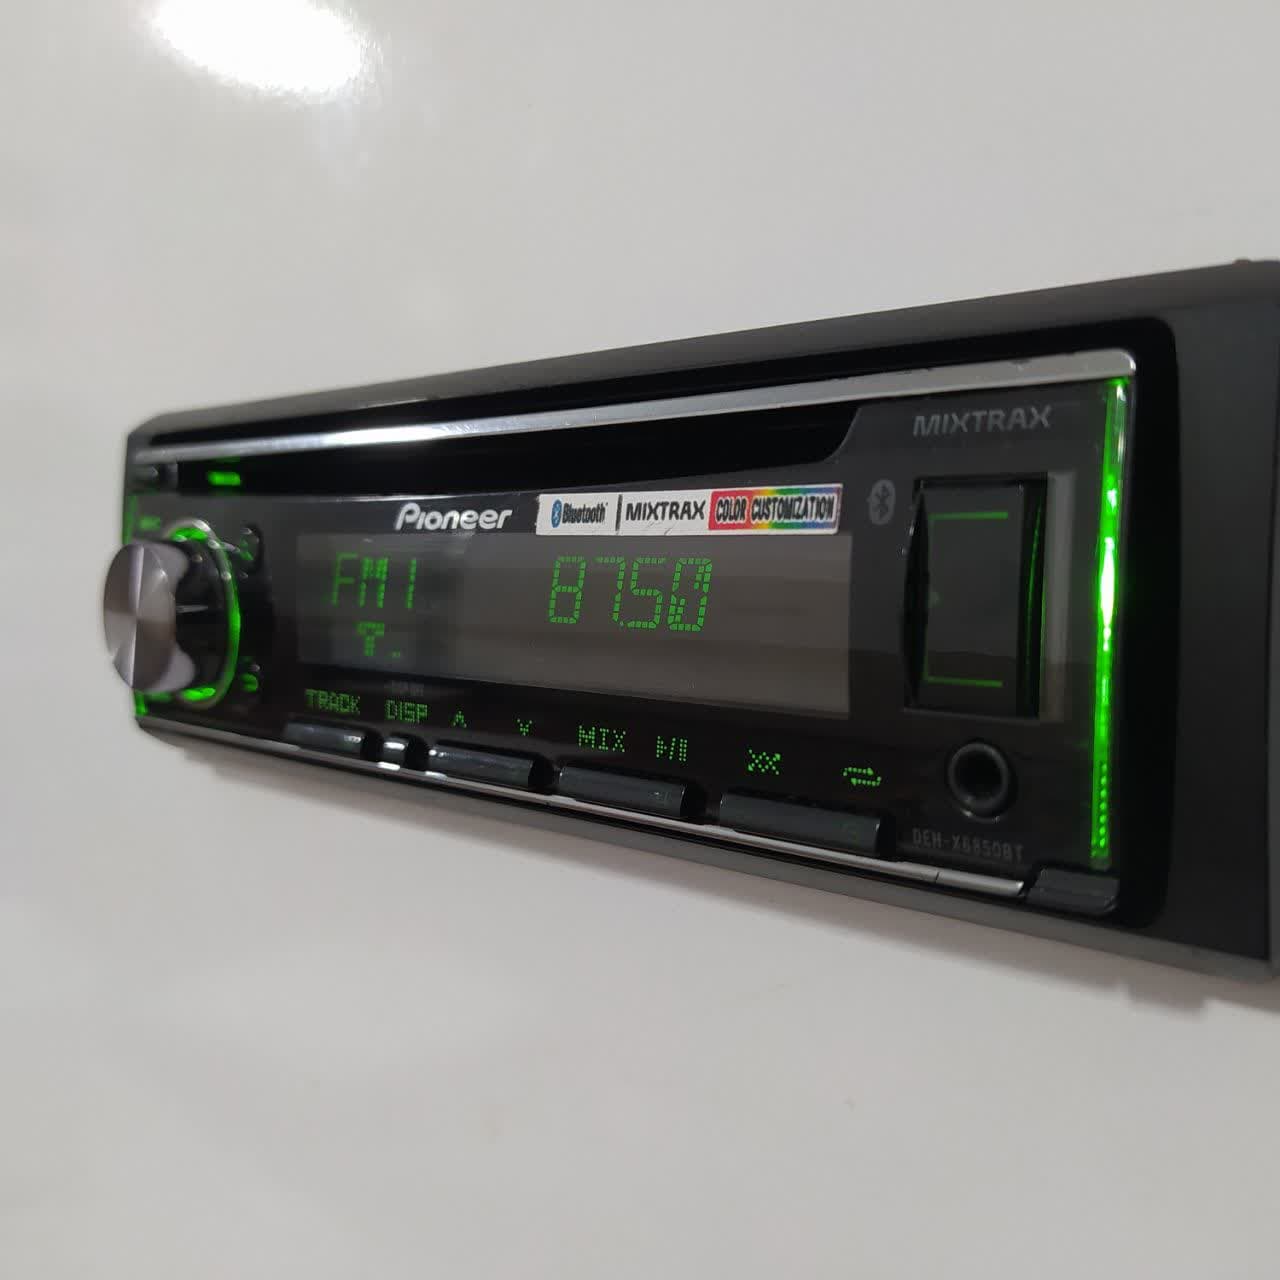 MIXTRAX
Pioneer
Bluetooth MIXTRAX COLOR CUSTOMIZATION
FM1 87.50
TRACK DISP MIX
DEH-X6850BT